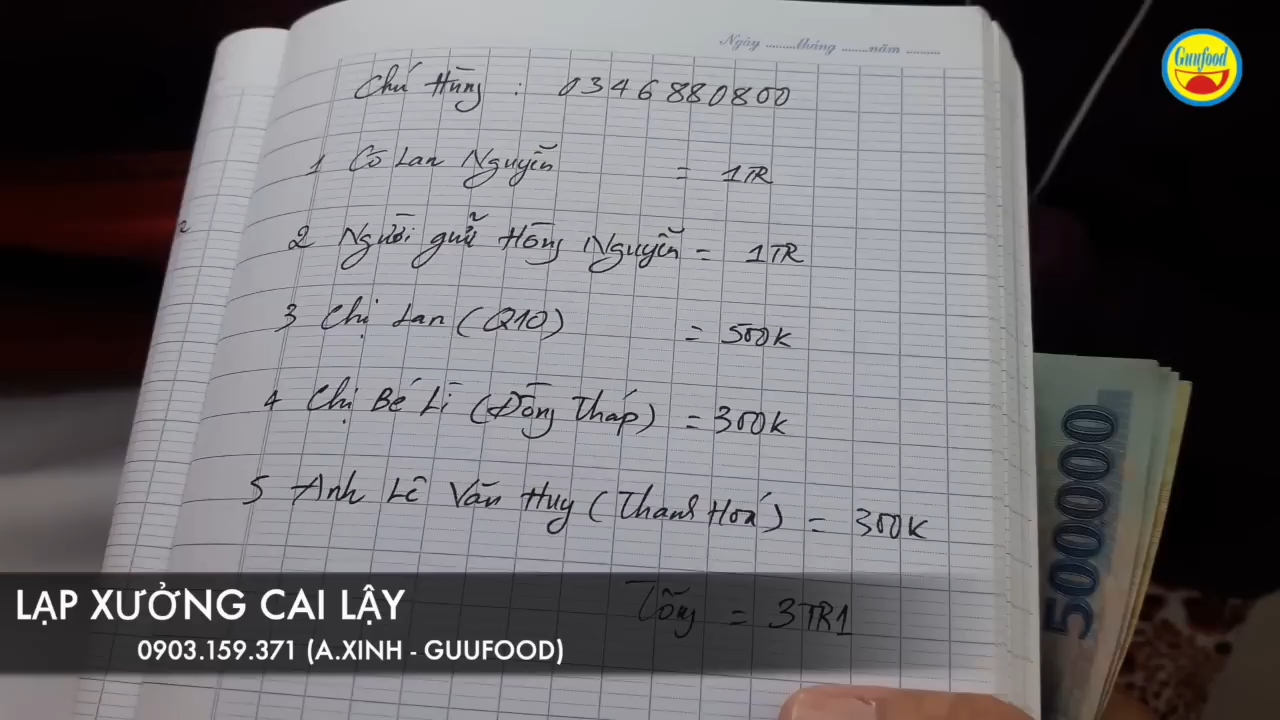 Ngày ........tháng ......năm ........
Guufood
Chú Hùng : 0346880800
1 Cô Lan Nguyễn = 1TR
2 Người gửi Hồng Nguyễn = 1TR
3 Chị Lan (Q10) = 500K
4 Chị Bé Li (Đồng Tháp) = 300K
5 Anh Lê Văn Huy (Thanh Hoá) = 300K
Tổng = 3TR1
500.000
LẠP XƯỞNG CAI LẬY
0903.159.371 (A.XINH - GUUFOOD)